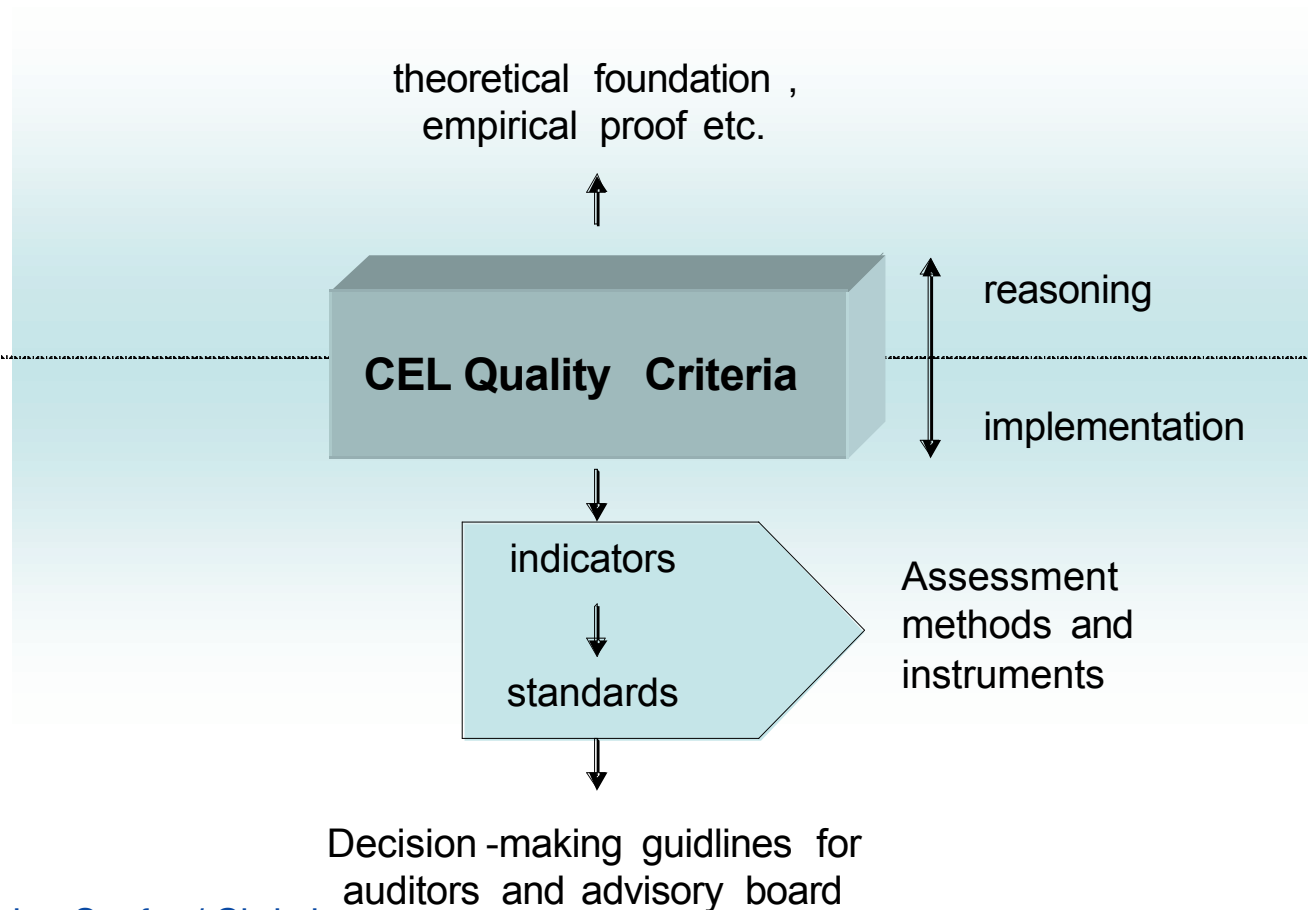 theoretical foundation ,
empirical proof etc.
reasoning
CEL Quality Criteria
implementation
indicators
standards
Assessment
methods and
instruments
Decision -making guidlines for
auditors and advisory board